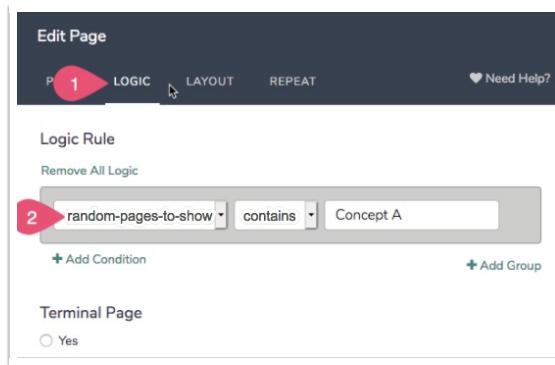 Edit Page
P 1 LOGIC LAYOUT REPEAT Need Help?
Logic Rule
Remove All Logic
2 random-pages-to-show contains Concept A
+ Add Condition
+ Add Group
Terminal Page
Yes